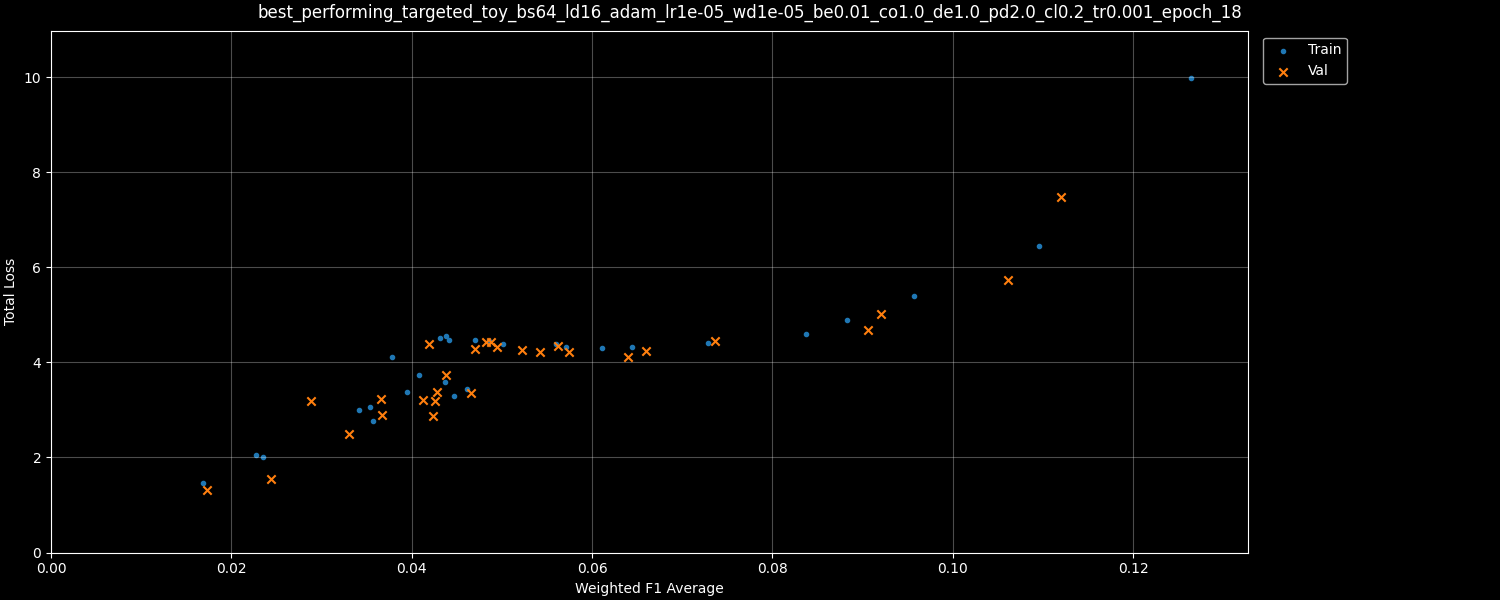 best_performing_targeted_toy_bs64_ld16_adam_lr1e-05_wd1e-05_be0.01_co1.0_de1.0_pd2.0_cl0.2_tr0.001_epoch_18
Train
Val
10
8
6
4
2
0
Total Loss
0.00 0.02 0.04 0.06 0.08 0.10 0.12
Weighted F1 Average